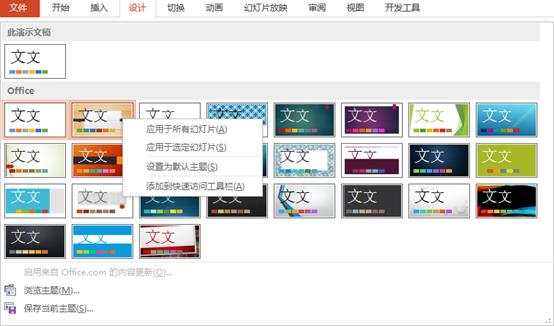 文件 开始 插入 设计 切换 动画 幻灯片放映 审阅 视图 开发工具
此演示文稿
文文
Office
文文 文文 文文 文文 文文 文文 文文 文文
应用于所有幻灯片(A)
应用于选定幻灯片(S)
设置为默认主题(S)
添加到快速访问工具栏(A)
文文 文文 文文 文文 文文 文文 文文
文文 文文 文文 文文 文文 文文 文文 文文
文文 文文 文文
启用来自 Office.com 的内容更新(O)...
浏览主题(M)...
保存当前主题(S)...